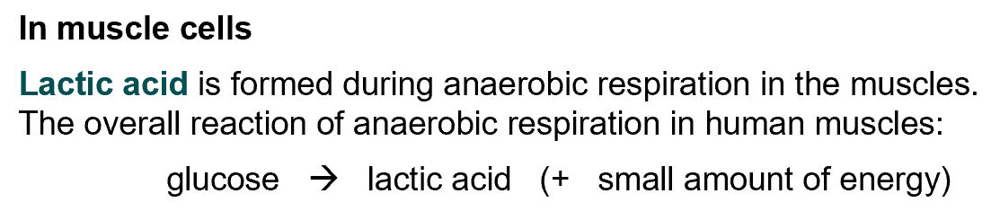 In muscle cells
Lactic acid is formed during anaerobic respiration in the muscles.
The overall reaction of anaerobic respiration in human muscles:
glucose → lactic acid (+ small amount of energy)